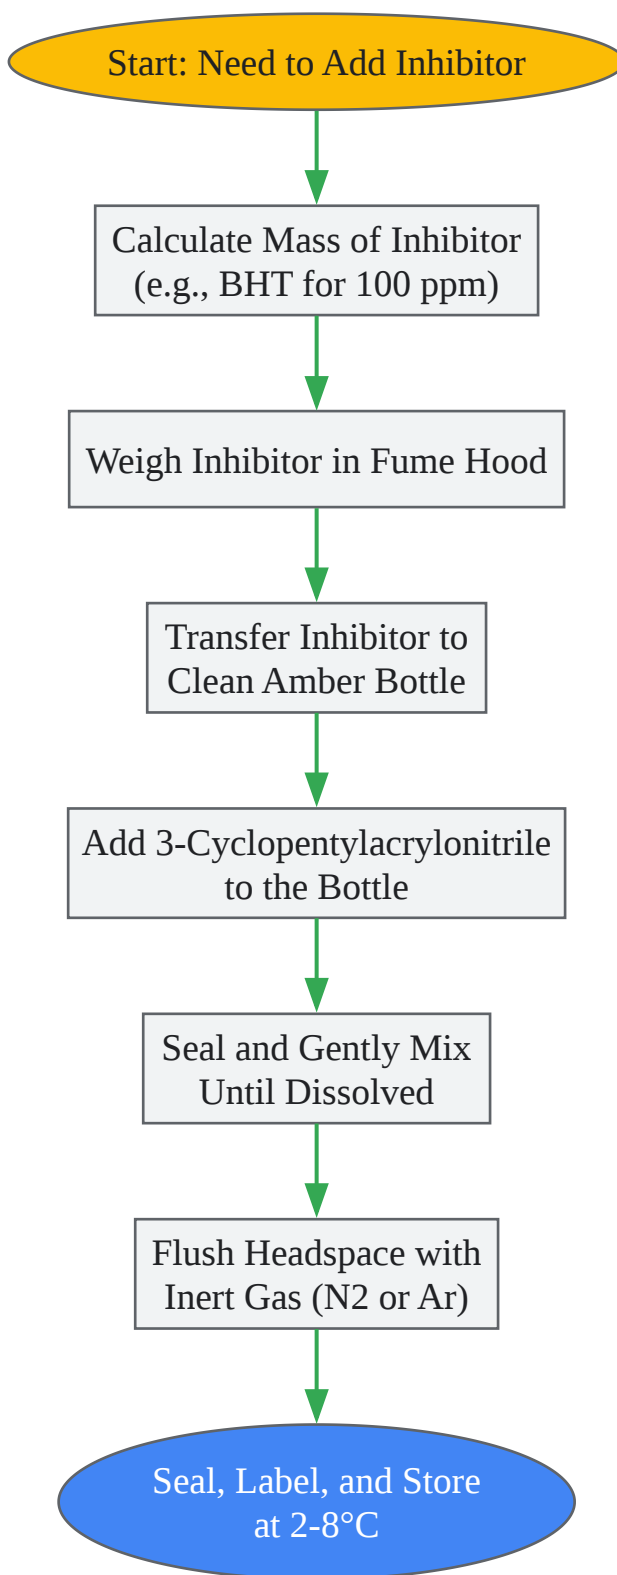 Start: Need to Add Inhibitor
Calculate Mass of Inhibitor
(e.g., BHT for 100 ppm)
Weigh Inhibitor in Fume Hood
Transfer Inhibitor to
Clean Amber Bottle
Add 3-Cyclopentylacrylonitrile
to the Bottle
Seal and Gently Mix
Until Dissolved
Flush Headspace with
Inert Gas (N2 or Ar)
Seal, Label, and Store
at 2-8°C